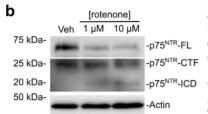 b
[rotenone]
Veh 1 µM 10 µM
75 kDa-
-p75NTR-FL
25 kDa-
-p75NTR-CTF
20 kDa-
-p75NTR-ICD
50 kDa-
-Actin